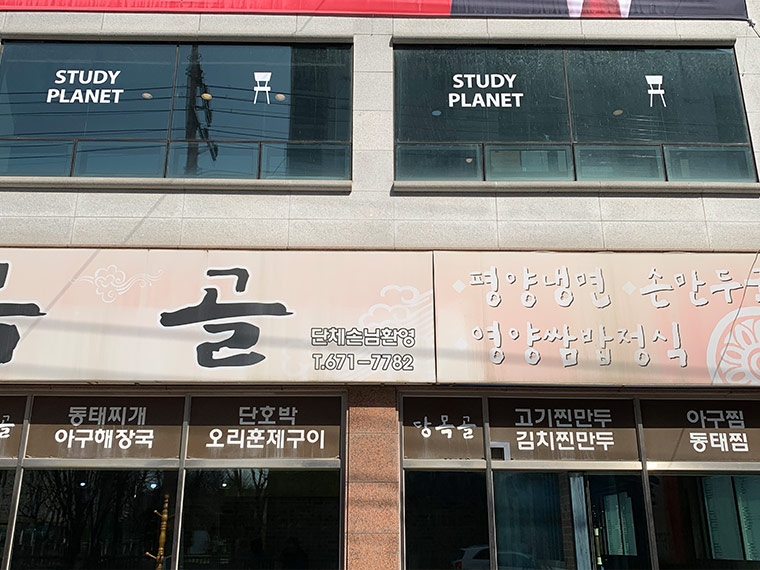 STUDY
PLANET
STUDY
PLANET
골
단체손님환영
T.671-7782
평양냉면 손만두
영양쌈밥정식
동태찌개
아구해장국
단호박
오리훈제구이
당목골
고기찐만두
김치찐만두
아구찜
동태찜